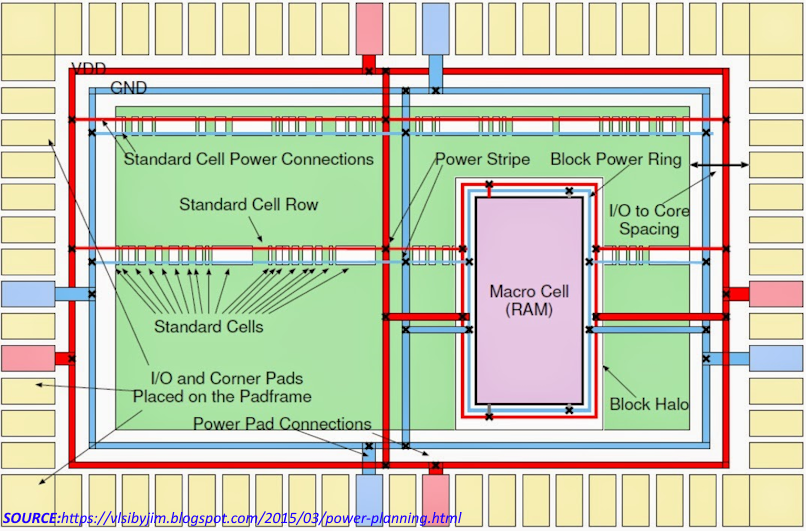 VDD
GND
Standard Cell Power Connections
Power Stripe
Block Power Ring
Standard Cell Row
I/O to Core
Spacing
Macro Cell
(RAM)
Standard Cells
I/O and Corner Pads
Placed on the Padframe
Block Halo
Power Pad Connections
SOURCE:https://vlsibyjim.blogspot.com/2015/03/power-planning.html